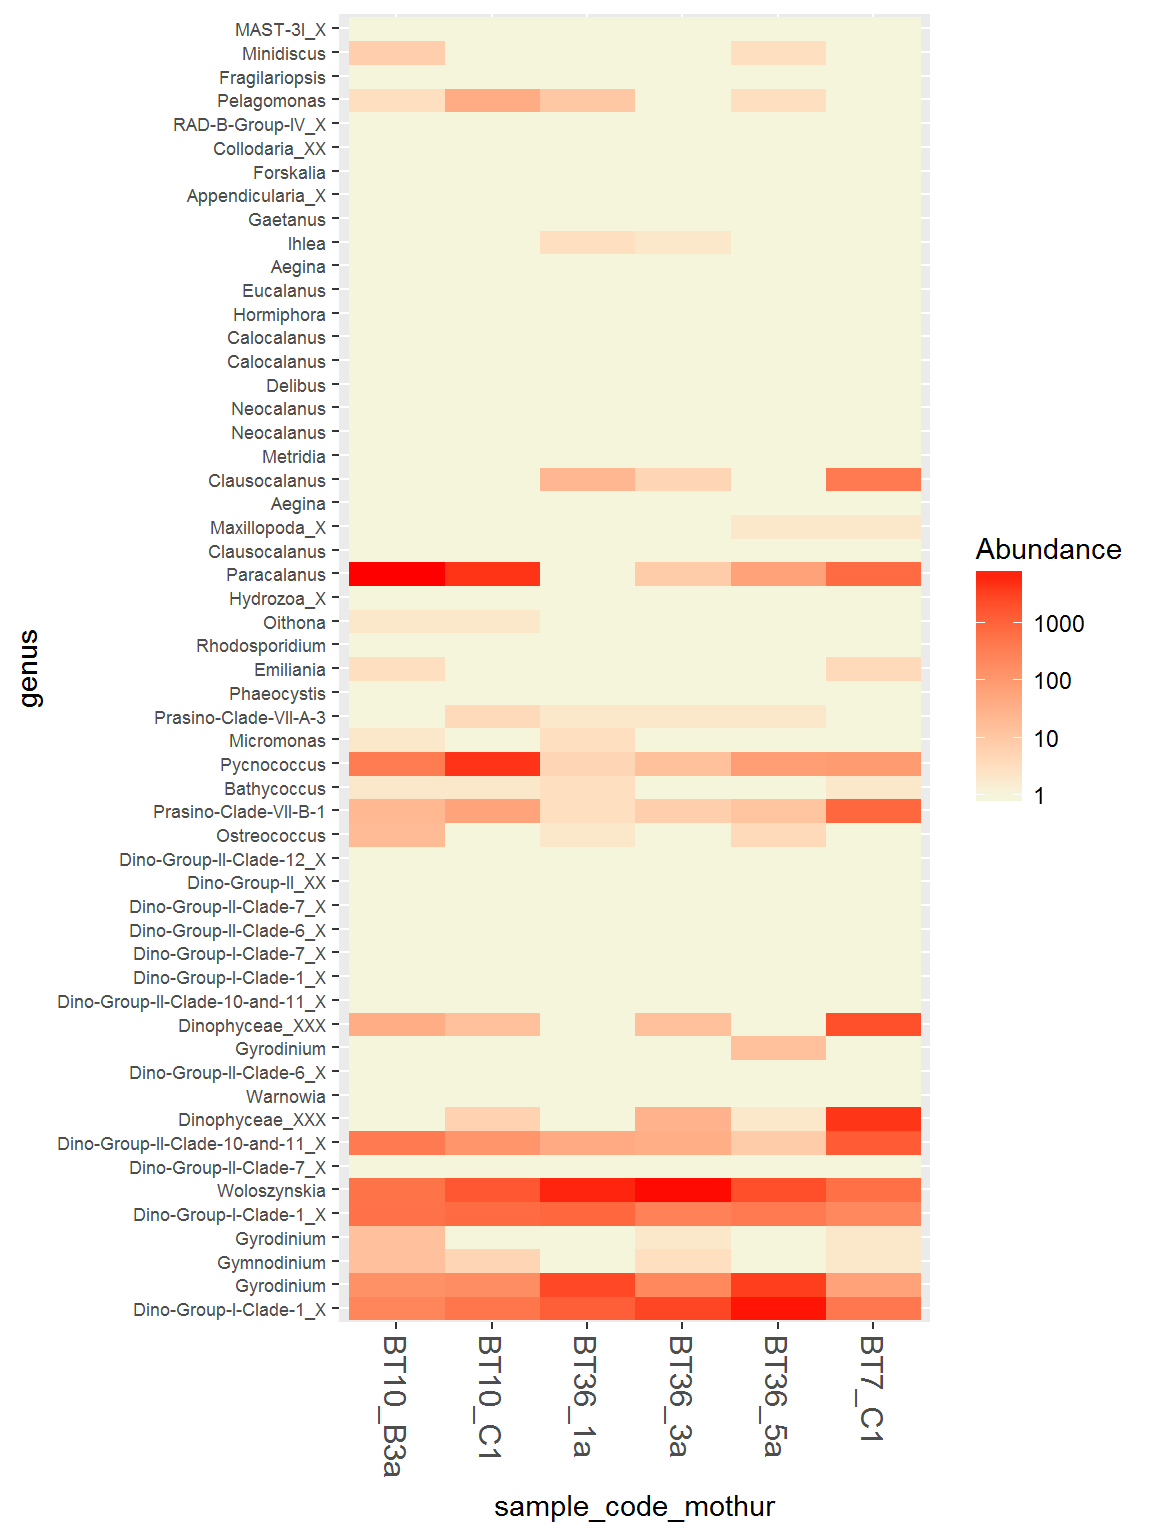 MAST-3I_X
Minidiscus
Fragilariopsis
Pelagomonas
RAD-B-Group-IV_X
Collodaria_XX
Forskalia
Appendicularia_X
Gaetanus
Ihlea
Aegina
Eucalanus
Hormiphora
Calocalanus
Calocalanus
Delibus
Neocalanus
Neocalanus
Metridia
Clausocalanus
Aegina
Maxillopoda_X
Clausocalanus
Paracalanus
Hydrozoa_X
Oithona
Rhodosporidium
Emiliania
Phaeocystis
Prasino-Clade-VII-A-3
Micromonas
Pycnococcus
Bathycoccus
Prasino-Clade-VII-B-1
Ostreococcus
Dino-Group-II-Clade-12_X
Dino-Group-II_XX
Dino-Group-II-Clade-7_X
Dino-Group-II-Clade-6_X
Dino-Group-I-Clade-7_X
Dino-Group-I-Clade-1_X
Dino-Group-II-Clade-10-and-11_X
Dinophyceae_XXX
Gyrodinium
Dino-Group-II-Clade-6_X
Warnowia
Dinophyceae_XXX
Dino-Group-II-Clade-10-and-11_X
Dino-Group-II-Clade-7_X
Woloszynskia
Dino-Group-I-Clade-1_X
Gyrodinium
Gymnodinium
Gyrodinium
Dino-Group-I-Clade-1_X
genus
BT10_B3a
BT10_C1
BT36_1a
BT36_3a
BT36_5a
BT7_C1
sample_code_mothur
Abundance
1000
100
10
1